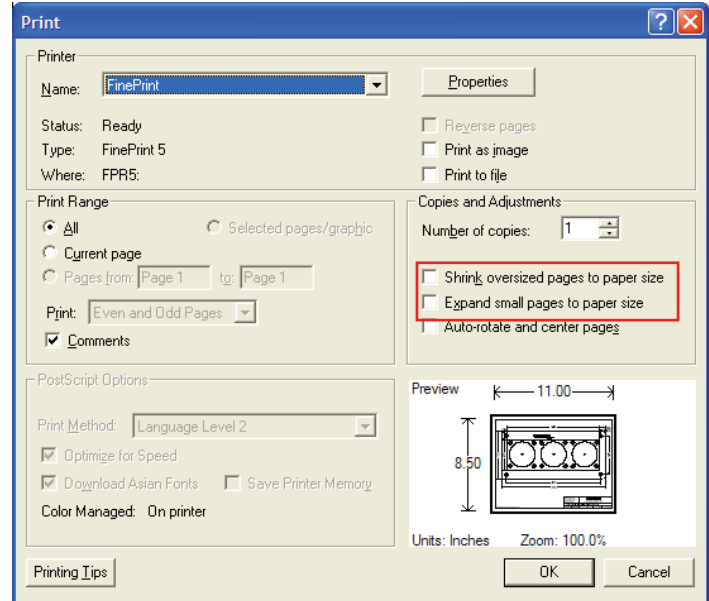 Print
Printer
Name: FinePrint
Properties
Status: Ready
Reverse pages
Type: FinePrint 5
Print as image
Where: FPR5:
Print to file
Print Range
All
Selected pages/graphic
Current page
Pages from: Page 1 to: Page 1
Print: Even and Odd Pages
Comments
Copies and Adjustments
Number of copies: 1
Shrink oversized pages to paper size
Expand small pages to paper size
Auto-rotate and center pages
PostScript Options
Print Method: Language Level 2
Optimize for Speed
Download Asian Fonts Save Printer Memory
Color Managed: On printer
Preview
11.00
8.50
Units: Inches Zoom: 100.0%
Printing Tips
OK
Cancel